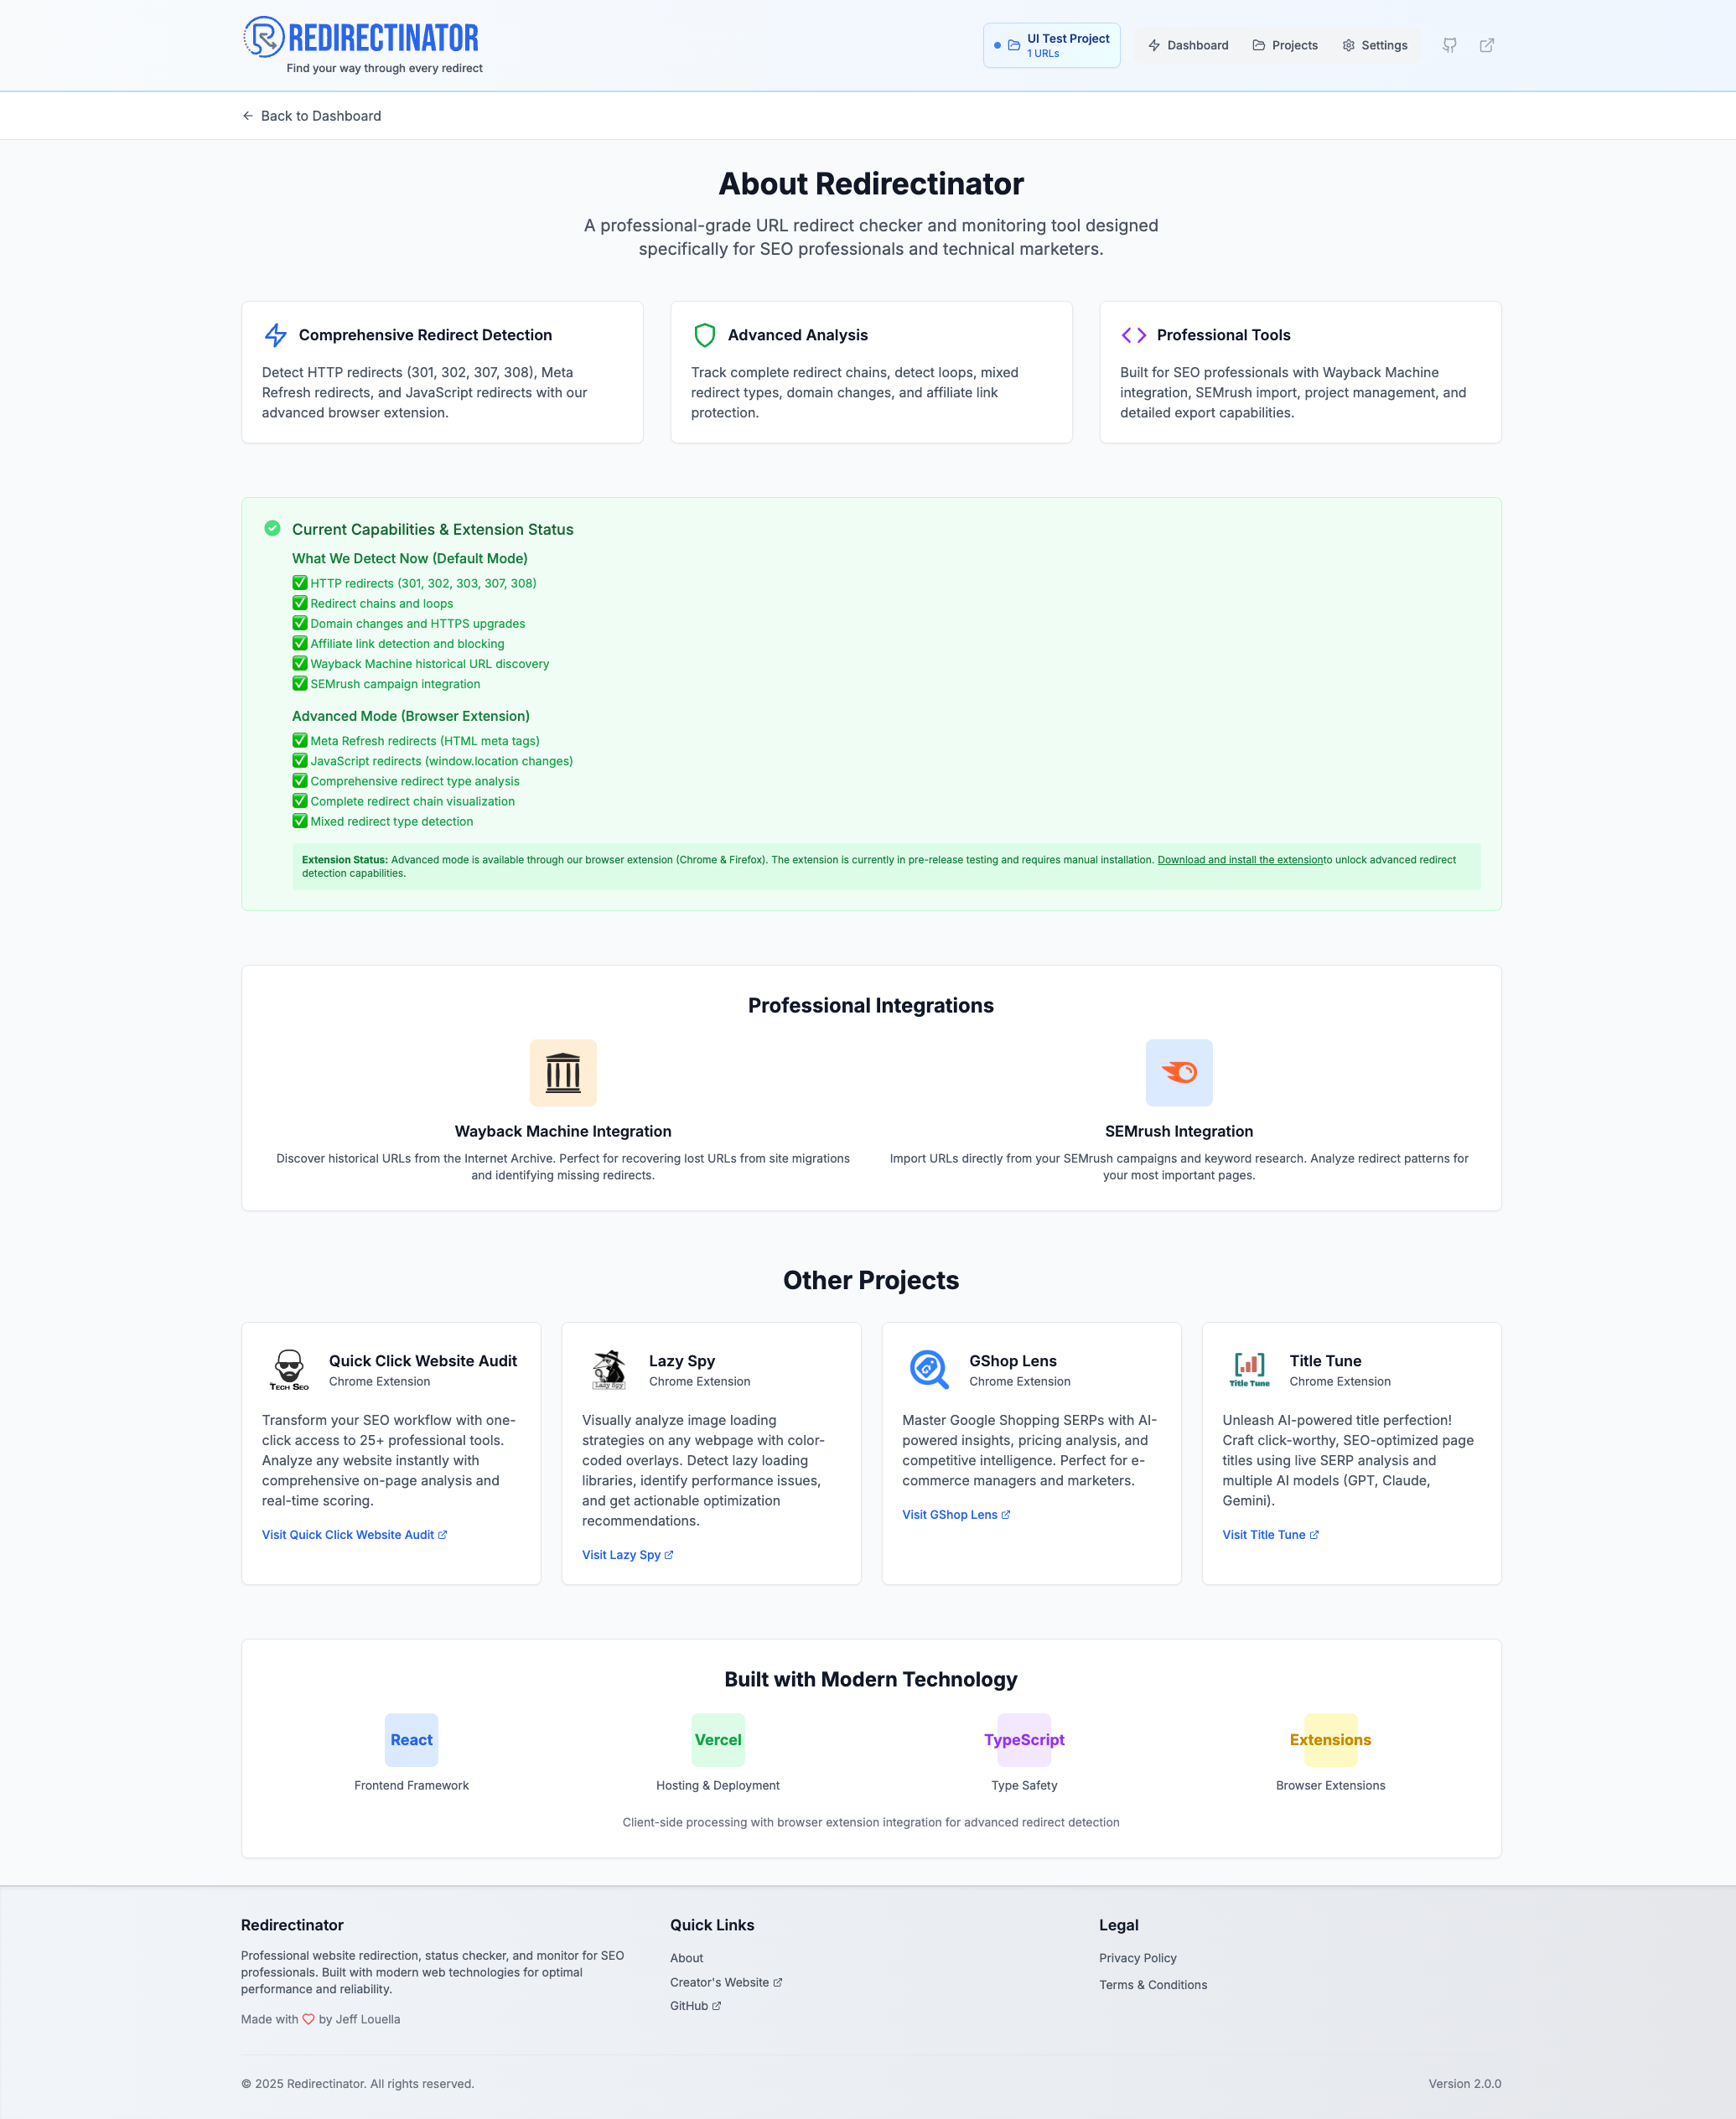 REDIRECTINATOR
Find your way through every redirect
UI Test Project
1 URLs
Dashboard
Projects
Settings
Back to Dashboard
About Redirectinator
A professional-grade URL redirect checker and monitoring tool designed
specifically for SEO professionals and technical marketers.
Comprehensive Redirect Detection
Detect HTTP redirects (301, 302, 307, 308), Meta
Refresh redirects, and JavaScript redirects with our
advanced browser extension.
Advanced Analysis
Track complete redirect chains, detect loops, mixed
redirect types, domain changes, and affiliate link
protection.
Professional Tools
Built for SEO professionals with Wayback Machine
integration, SEMrush import, project management, and
detailed export capabilities.
Current Capabilities & Extension Status
What We Detect Now (Default Mode)
✅ HTTP redirects (301, 302, 303, 307, 308)
✅ Redirect chains and loops
✅ Domain changes and HTTPS upgrades
✅ Affiliate link detection and blocking
✅ Wayback Machine historical URL discovery
✅ SEMrush campaign integration
Advanced Mode (Browser Extension)
✅ Meta Refresh redirects (HTML meta tags)
✅ JavaScript redirects (window.location changes)
✅ Comprehensive redirect type analysis
✅ Complete redirect chain visualization
✅ Mixed redirect type detection
Extension Status: Advanced mode is available through our browser extension (Chrome & Firefox). The extension is currently in pre-release testing and requires manual installation. Download and install the extensionto unlock advanced redirect
detection capabilities.
Professional Integrations
Wayback Machine Integration
Discover historical URLs from the Internet Archive. Perfect for recovering lost URLs from site migrations
and identifying missing redirects.
SEMrush Integration
Import URLs directly from your SEMrush campaigns and keyword research. Analyze redirect patterns for
your most important pages.
Other Projects
TECH SEO
Quick Click Website Audit
Chrome Extension
Transform your SEO workflow with one-
click access to 25+ professional tools.
Analyze any website instantly with
comprehensive on-page analysis and
real-time scoring.
Visit Quick Click Website Audit
Lazy Spy
Lazy Spy
Chrome Extension
Visually analyze image loading
strategies on any webpage with color-
coded overlays. Detect lazy loading
libraries, identify performance issues,
and get actionable optimization
recommendations.
Visit Lazy Spy
GShop Lens
Chrome Extension
Master Google Shopping SERPs with AI-
powered insights, pricing analysis, and
competitive intelligence. Perfect for e-
commerce managers and marketers.
Visit GShop Lens
Title Tune
Title Tune
Chrome Extension
Unleash AI-powered title perfection!
Craft click-worthy, SEO-optimized page
titles using live SERP analysis and
multiple AI models (GPT, Claude,
Gemini).
Visit Title Tune
Built with Modern Technology
React
Frontend Framework
Vercel
Hosting & Deployment
TypeScript
Type Safety
Extensions
Browser Extensions
Client-side processing with browser extension integration for advanced redirect detection
Redirectinator
Professional website redirection, status checker, and monitor for SEO
professionals. Built with modern web technologies for optimal
performance and reliability.
Made with ♡ by Jeff Louella
Quick Links
About
Creator's Website
GitHub
Legal
Privacy Policy
Terms & Conditions
© 2025 Redirectinator. All rights reserved.
Version 2.0.0